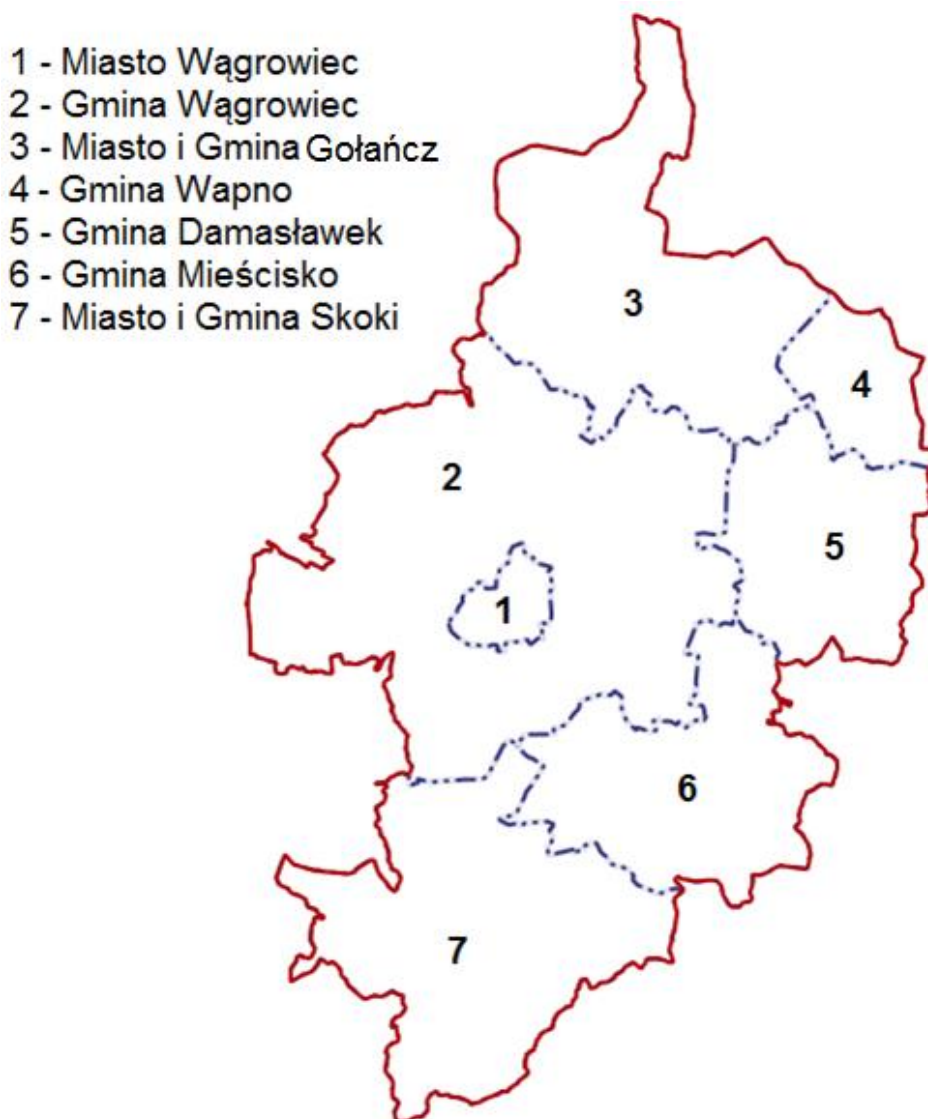 1 - Miasto Wągrowiec
2 - Gmina Wągrowiec
3 - Miasto i Gmina Gołańcz
4 - Gmina Wapno
5 - Gmina Damasławek
6 - Gmina Mieścisko
7 - Miasto i Gmina Skoki
3
4
2
5
1
6
7